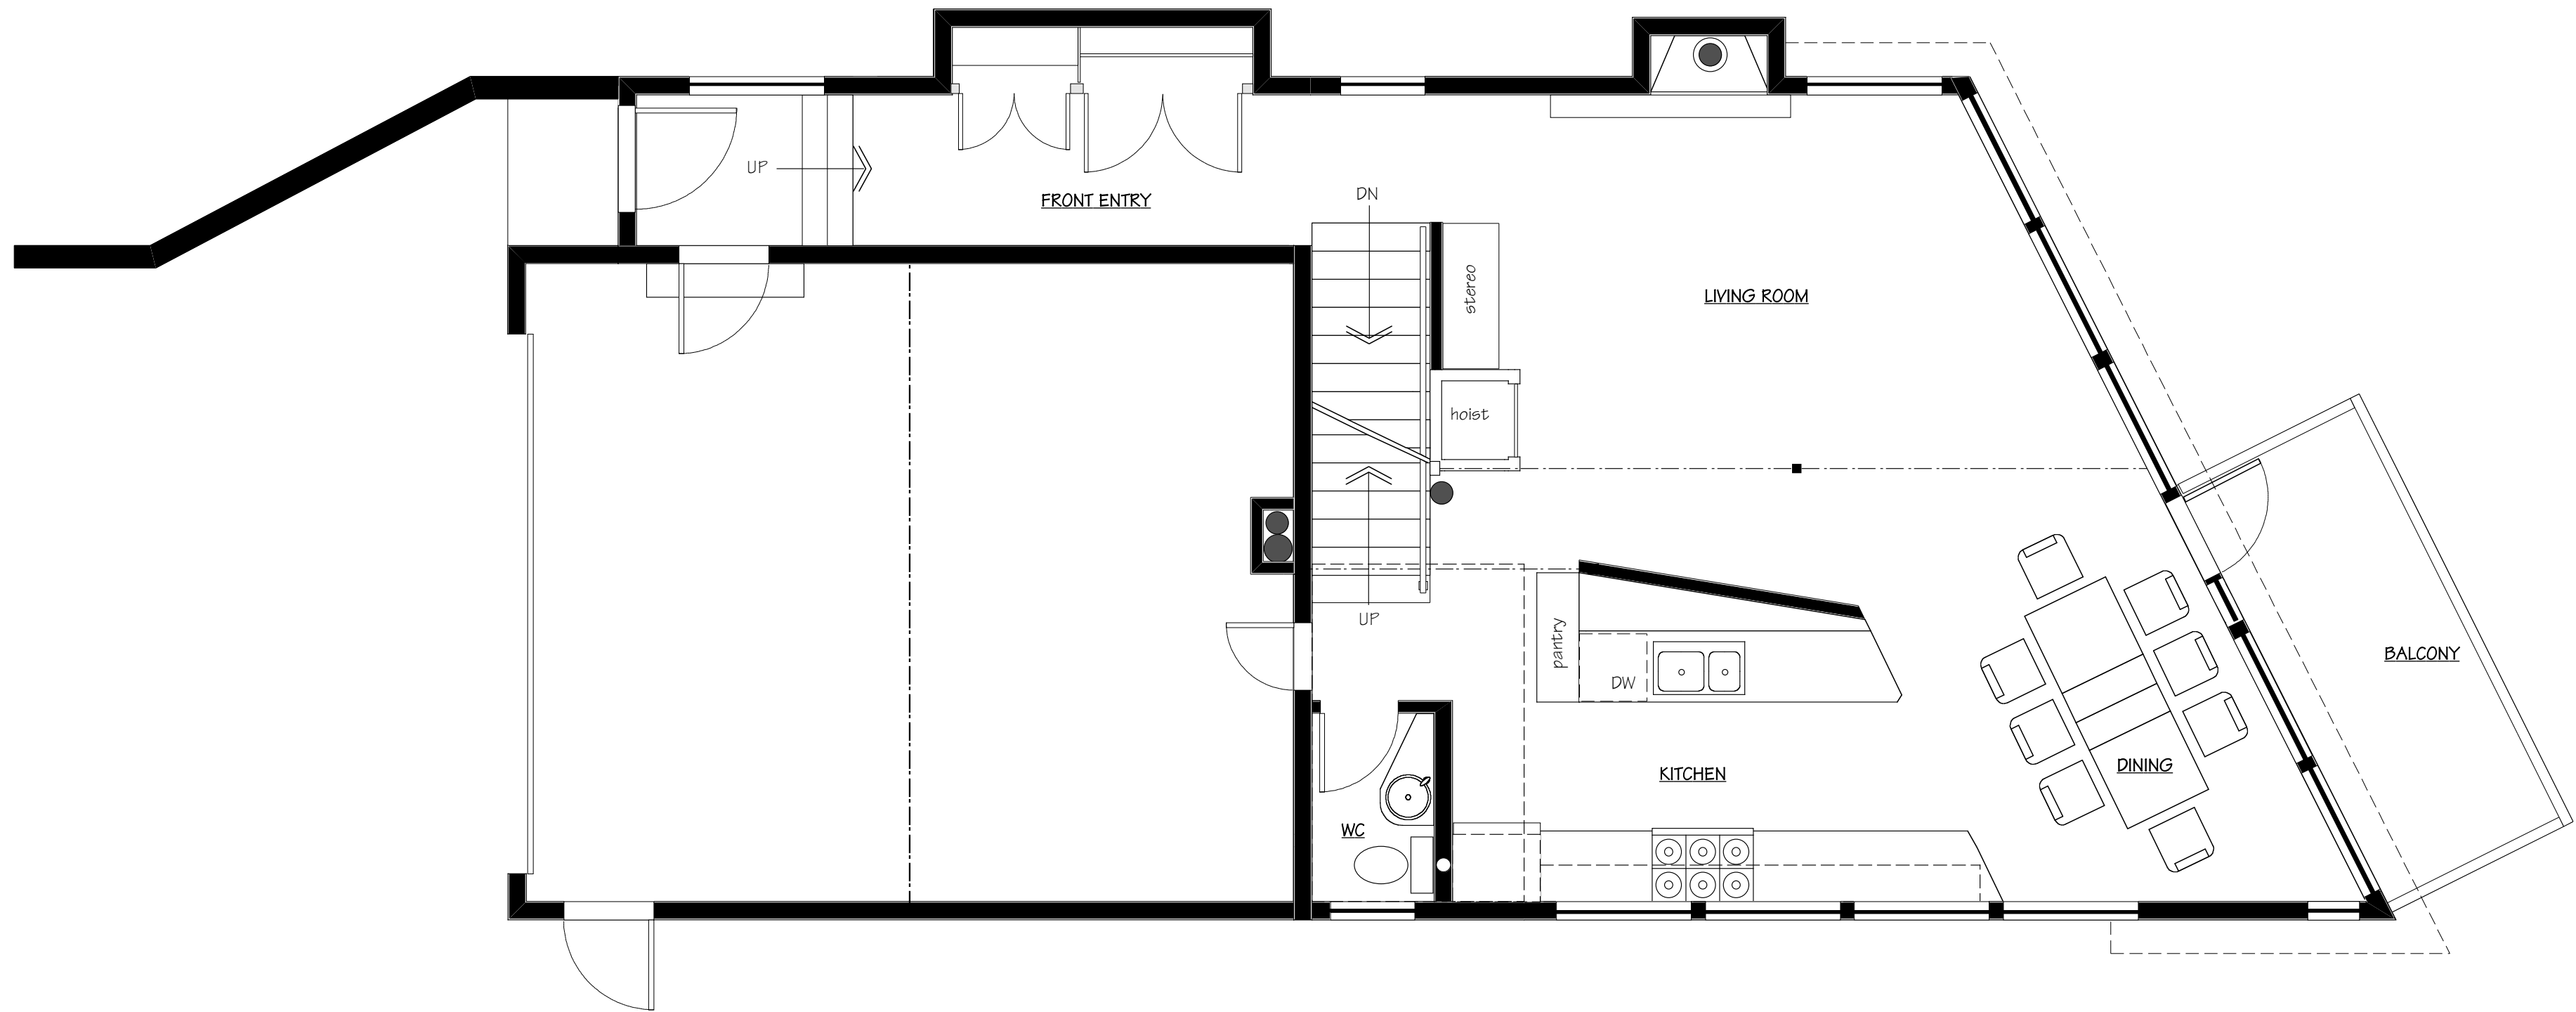 UP
FRONT ENTRY
DN
stereo
LIVING ROOM
hoist
UP
pantry
DW
BALCONY
KITCHEN
DINING
WC